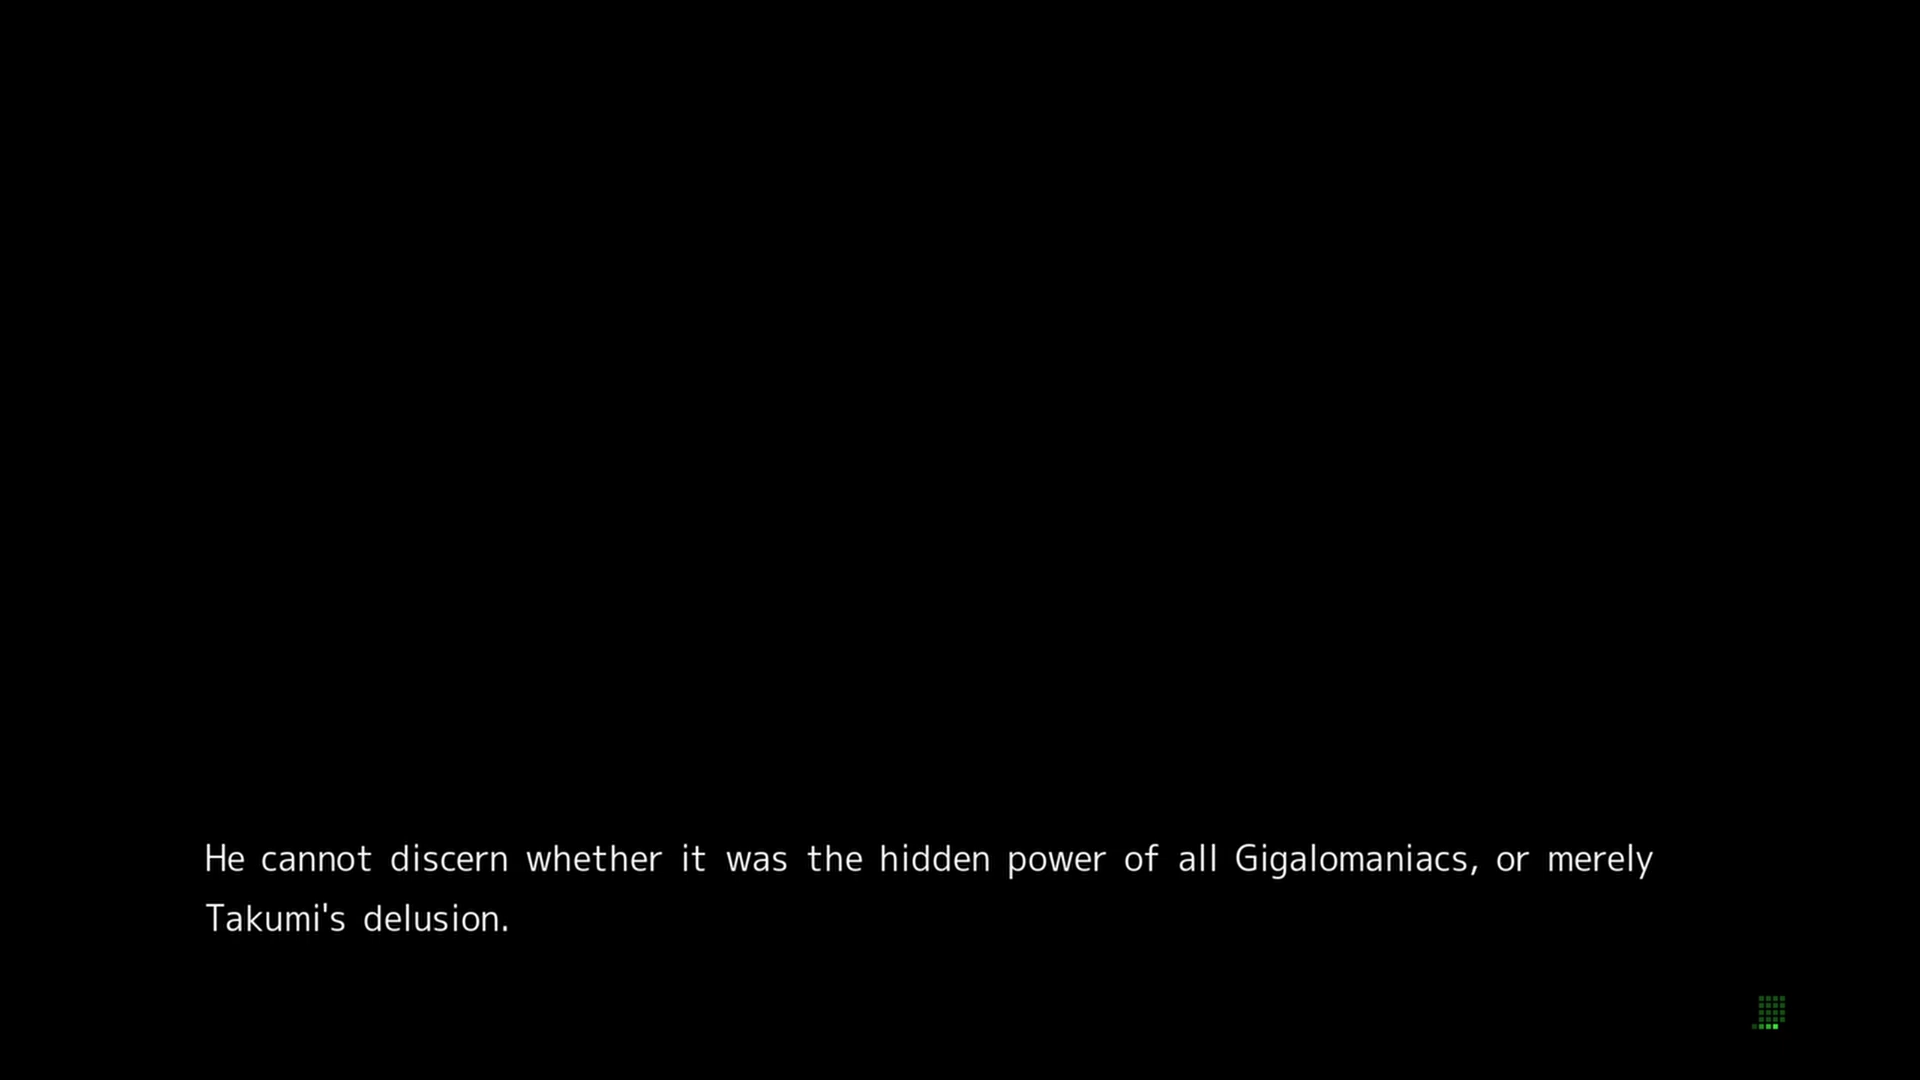 He cannot discern whether it was the hidden power of all Gigalomaniacs, or merely
Takumi's delusion.